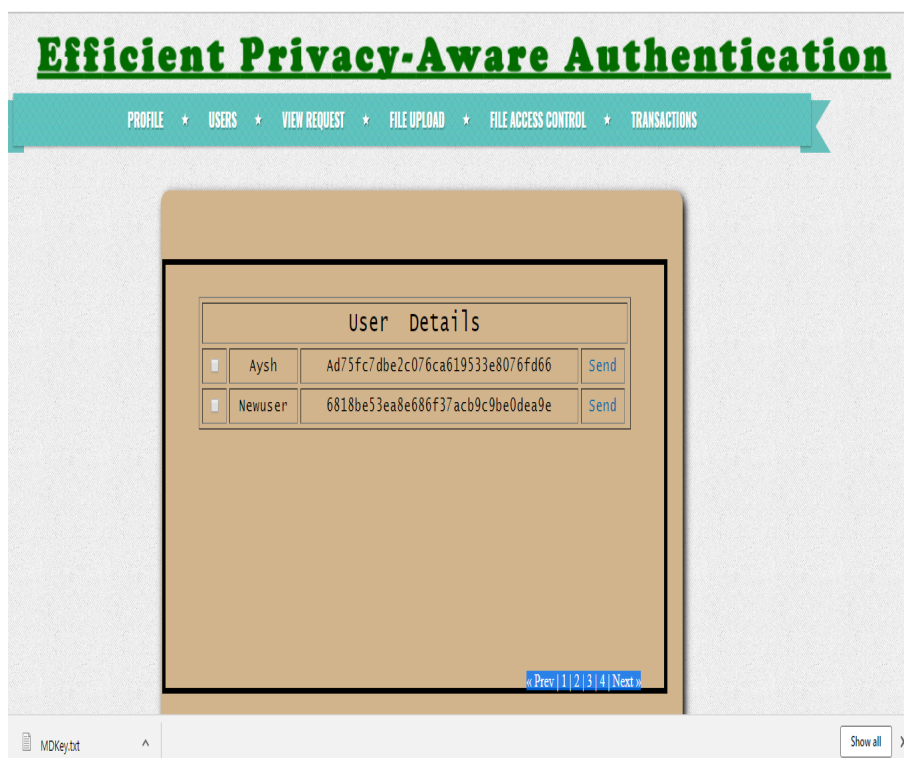 Efficient Privacy-Aware Authentication
PROFILE ★ USERS ★ VIEW REQUEST ★ FILE UPLOAD ★ FILE ACCESS CONTROL ★ TRANSACTIONS
User Details
Aysh Ad75fc7dbe2c076ca619533e8076fd66 Send
Newuser 6818be53ea8e686f37acb9c9be0dea9e Send
« Prev | 1 | 2 | 3 | 4 | Next »
MDKey.txt Show all